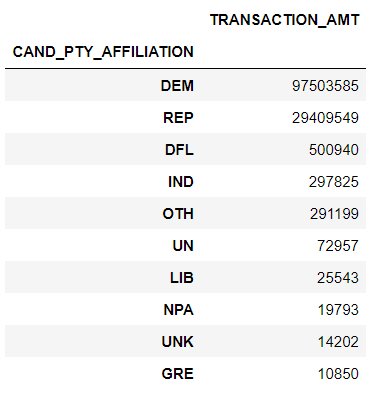 TRANSACTION_AMT
CAND_PTY_AFFILIATION
DEM 97503585
REP 29409549
DFL 500940
IND 297825
OTH 291199
UN 72957
LIB 25543
NPA 19793
UNK 14202
GRE 10850